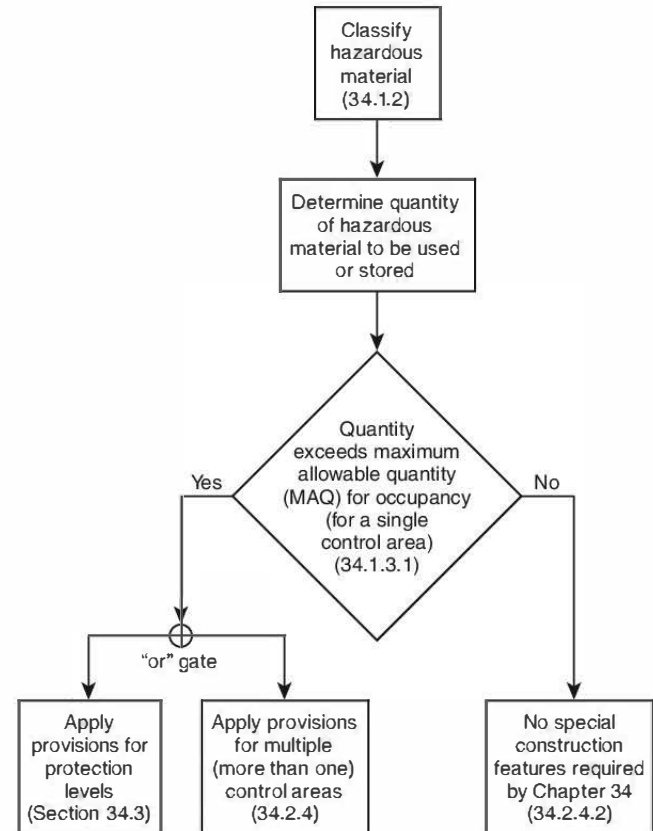 Classify
hazardous
material
(34.1.2)
Determine quantity
of hazardous
material to be used
or stored
Quantity
exceeds maximum
allowable quantity
(MAQ) for occupancy
(for a single
control area)
(34.1.3.1)
Yes
No
"or" gate
Apply
provisions for
protection
levels
(Section 34.3)
Apply provisions
for multiple
(more than one)
control areas
(34.2.4)
No special
construction
features required
by Chapter 34
(34.2.4.2)